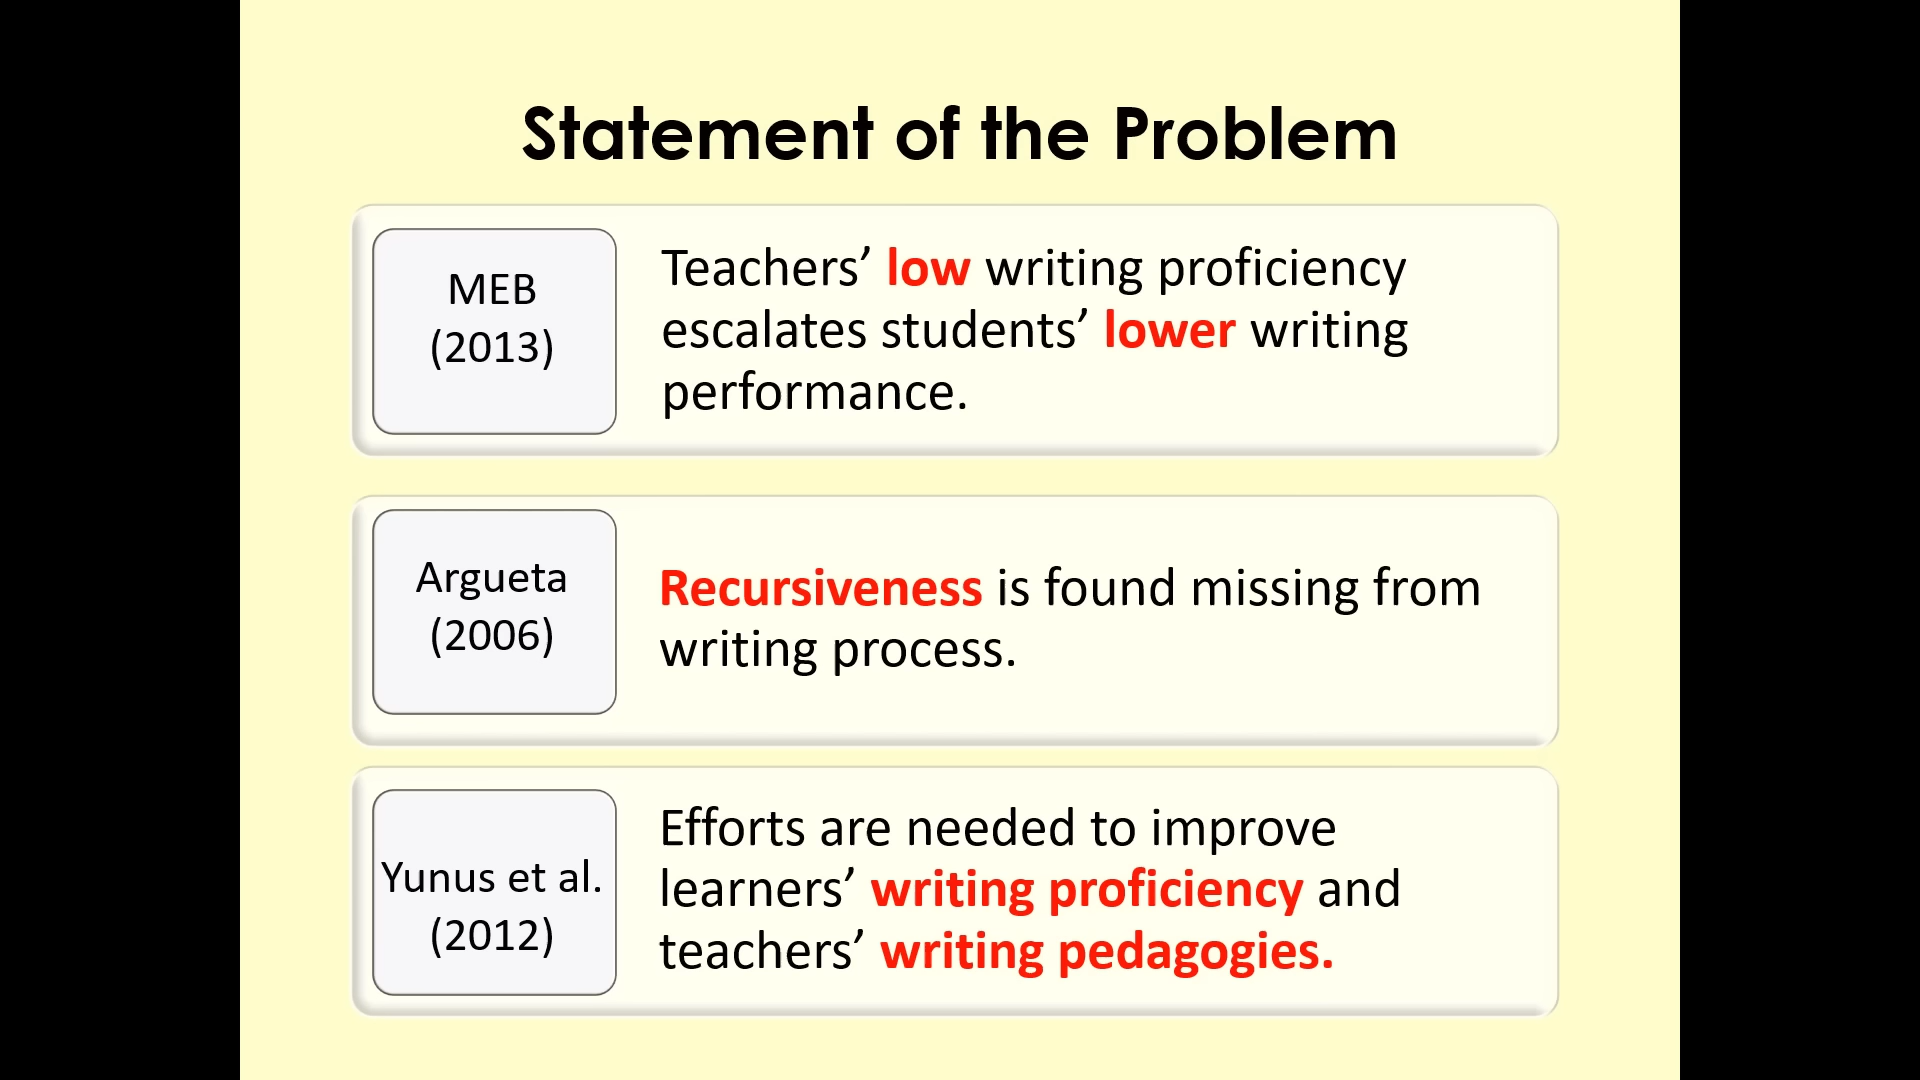 Statement of the Problem
MEB
(2013)
Teachers’ low writing proficiency
escalates students’ lower writing
performance.
Argueta
(2006)
Recursiveness is found missing from
writing process.
Yunus et al.
(2012)
Efforts are needed to improve
learners’ writing proficiency and
teachers’ writing pedagogies.